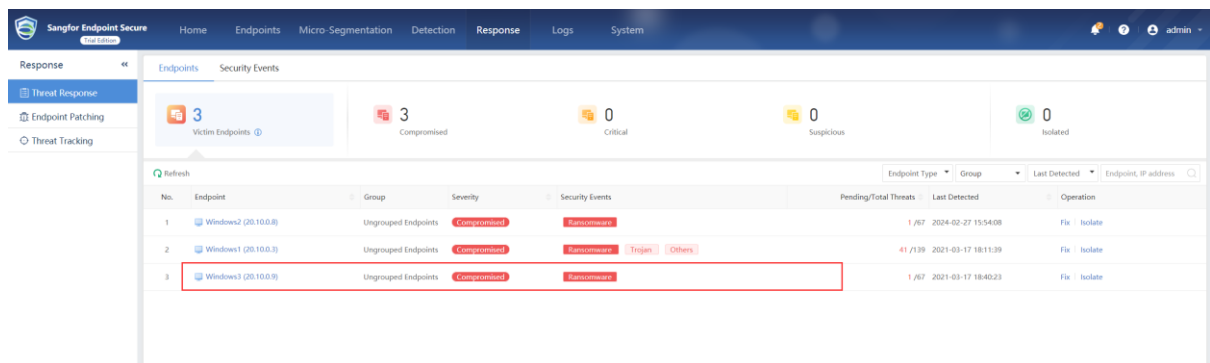 Sangfor Endpoint Secure
Trial Edition
Home Endpoints Micro-Segmentation Detection Response Logs System
admin
Response «
Threat Response
Endpoint Patching
Threat Tracking
Endpoints Security Events
3
Victim Endpoints
3
Compromised
0
Critical
0
Suspicious
0
Isolated
Refresh
Endpoint Type Group Last Detected Endpoint, IP address
No. Endpoint Group Severity Security Events Pending/Total Threats Last Detected Operation
1 Windows2 (20.10.0.8) Ungrouped Endpoints Compromised Ransomware 1 /67 2024-02-27 15:54:08 Fix Isolate
2 Windows1 (20.10.0.3) Ungrouped Endpoints Compromised Ransomware Trojan Others 41 /139 2021-03-17 18:11:39 Fix Isolate
3 Windows3 (20.10.0.9) Ungrouped Endpoints Compromised Ransomware 1 /67 2021-03-17 18:40:23 Fix Isolate